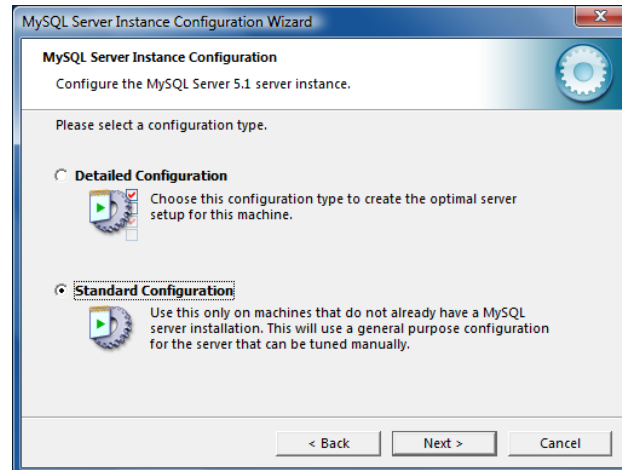 MySQL Server Instance Configuration Wizard
MySQL Server Instance Configuration
Configure the MySQL Server 5.1 server instance.
Please select a configuration type.
Detailed Configuration
Choose this configuration type to create the optimal server
setup for this machine.
Standard Configuration
Use this only on machines that do not already have a MySQL
server installation. This will use a general purpose configuration
for the server that can be tuned manually.
< Back
Next >
Cancel